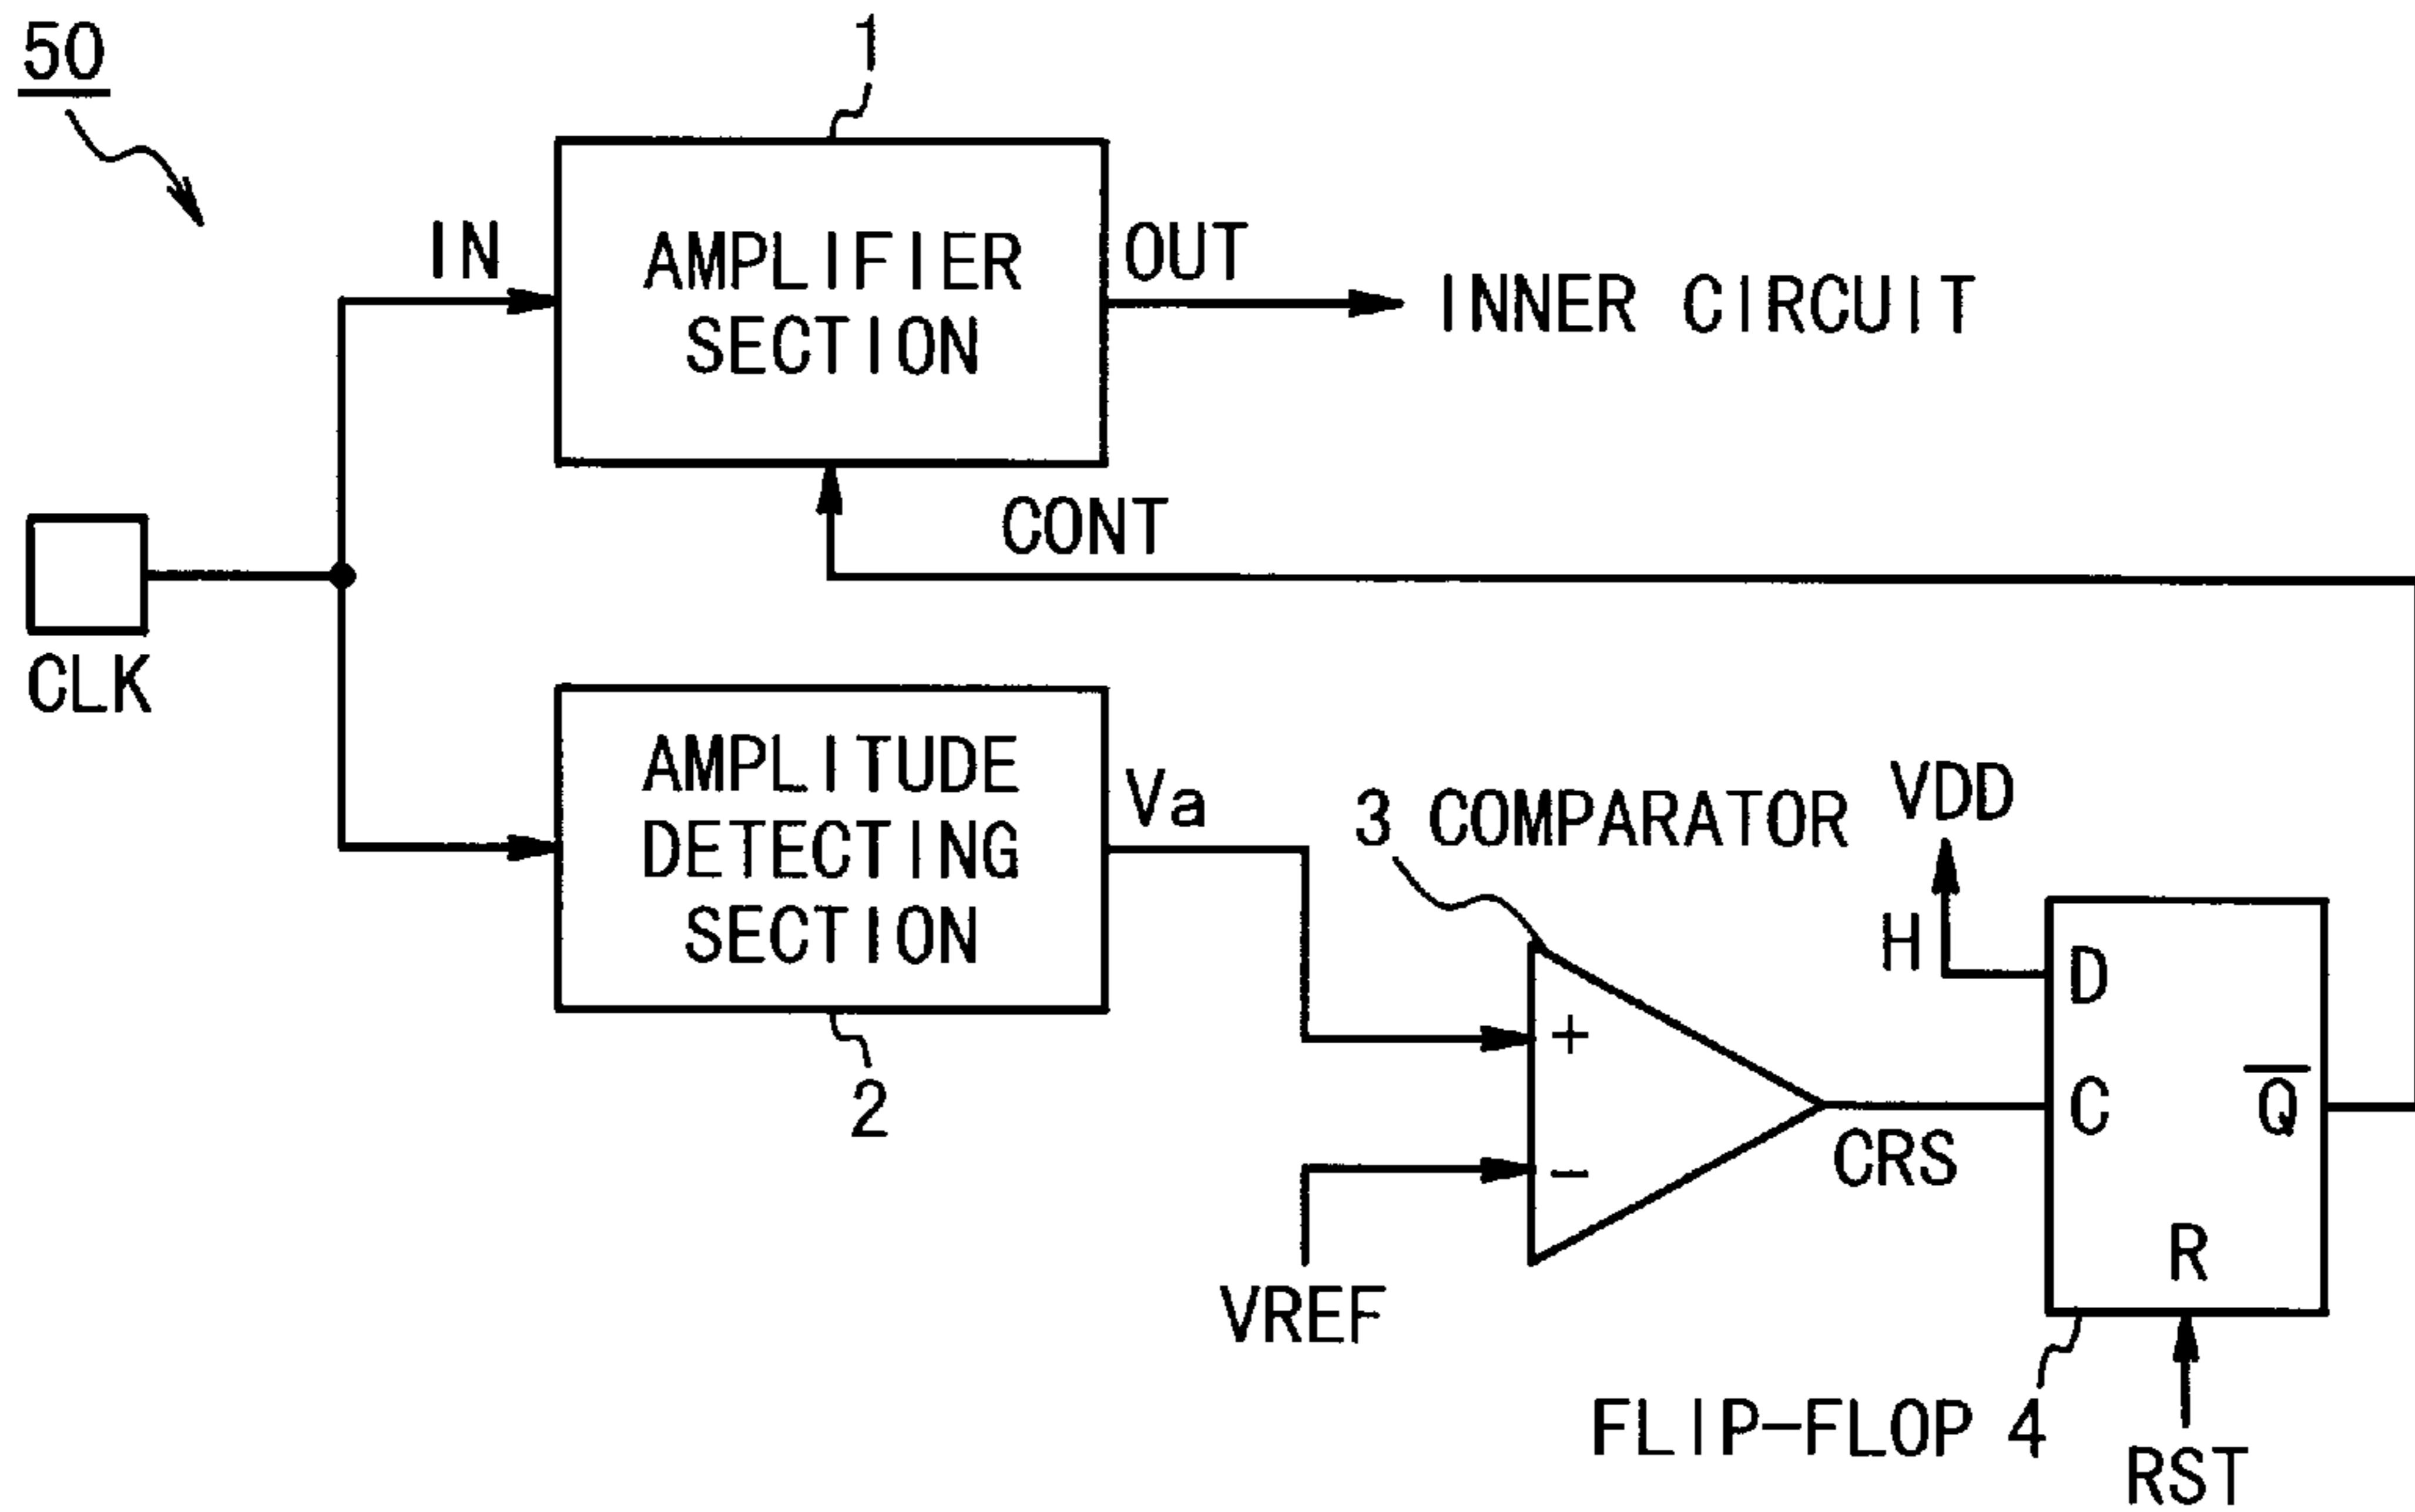 50
1
IN
AMPLIFIER
SECTION
OUT
INNER CIRCUIT
CONT
CLK
AMPLITUDE
DETECTING
SECTION
Va
2
3 COMPARATOR
VDD
H
D
+
C
Q̅
CRS
−
R
VREF
FLIP-FLOP 4
RST